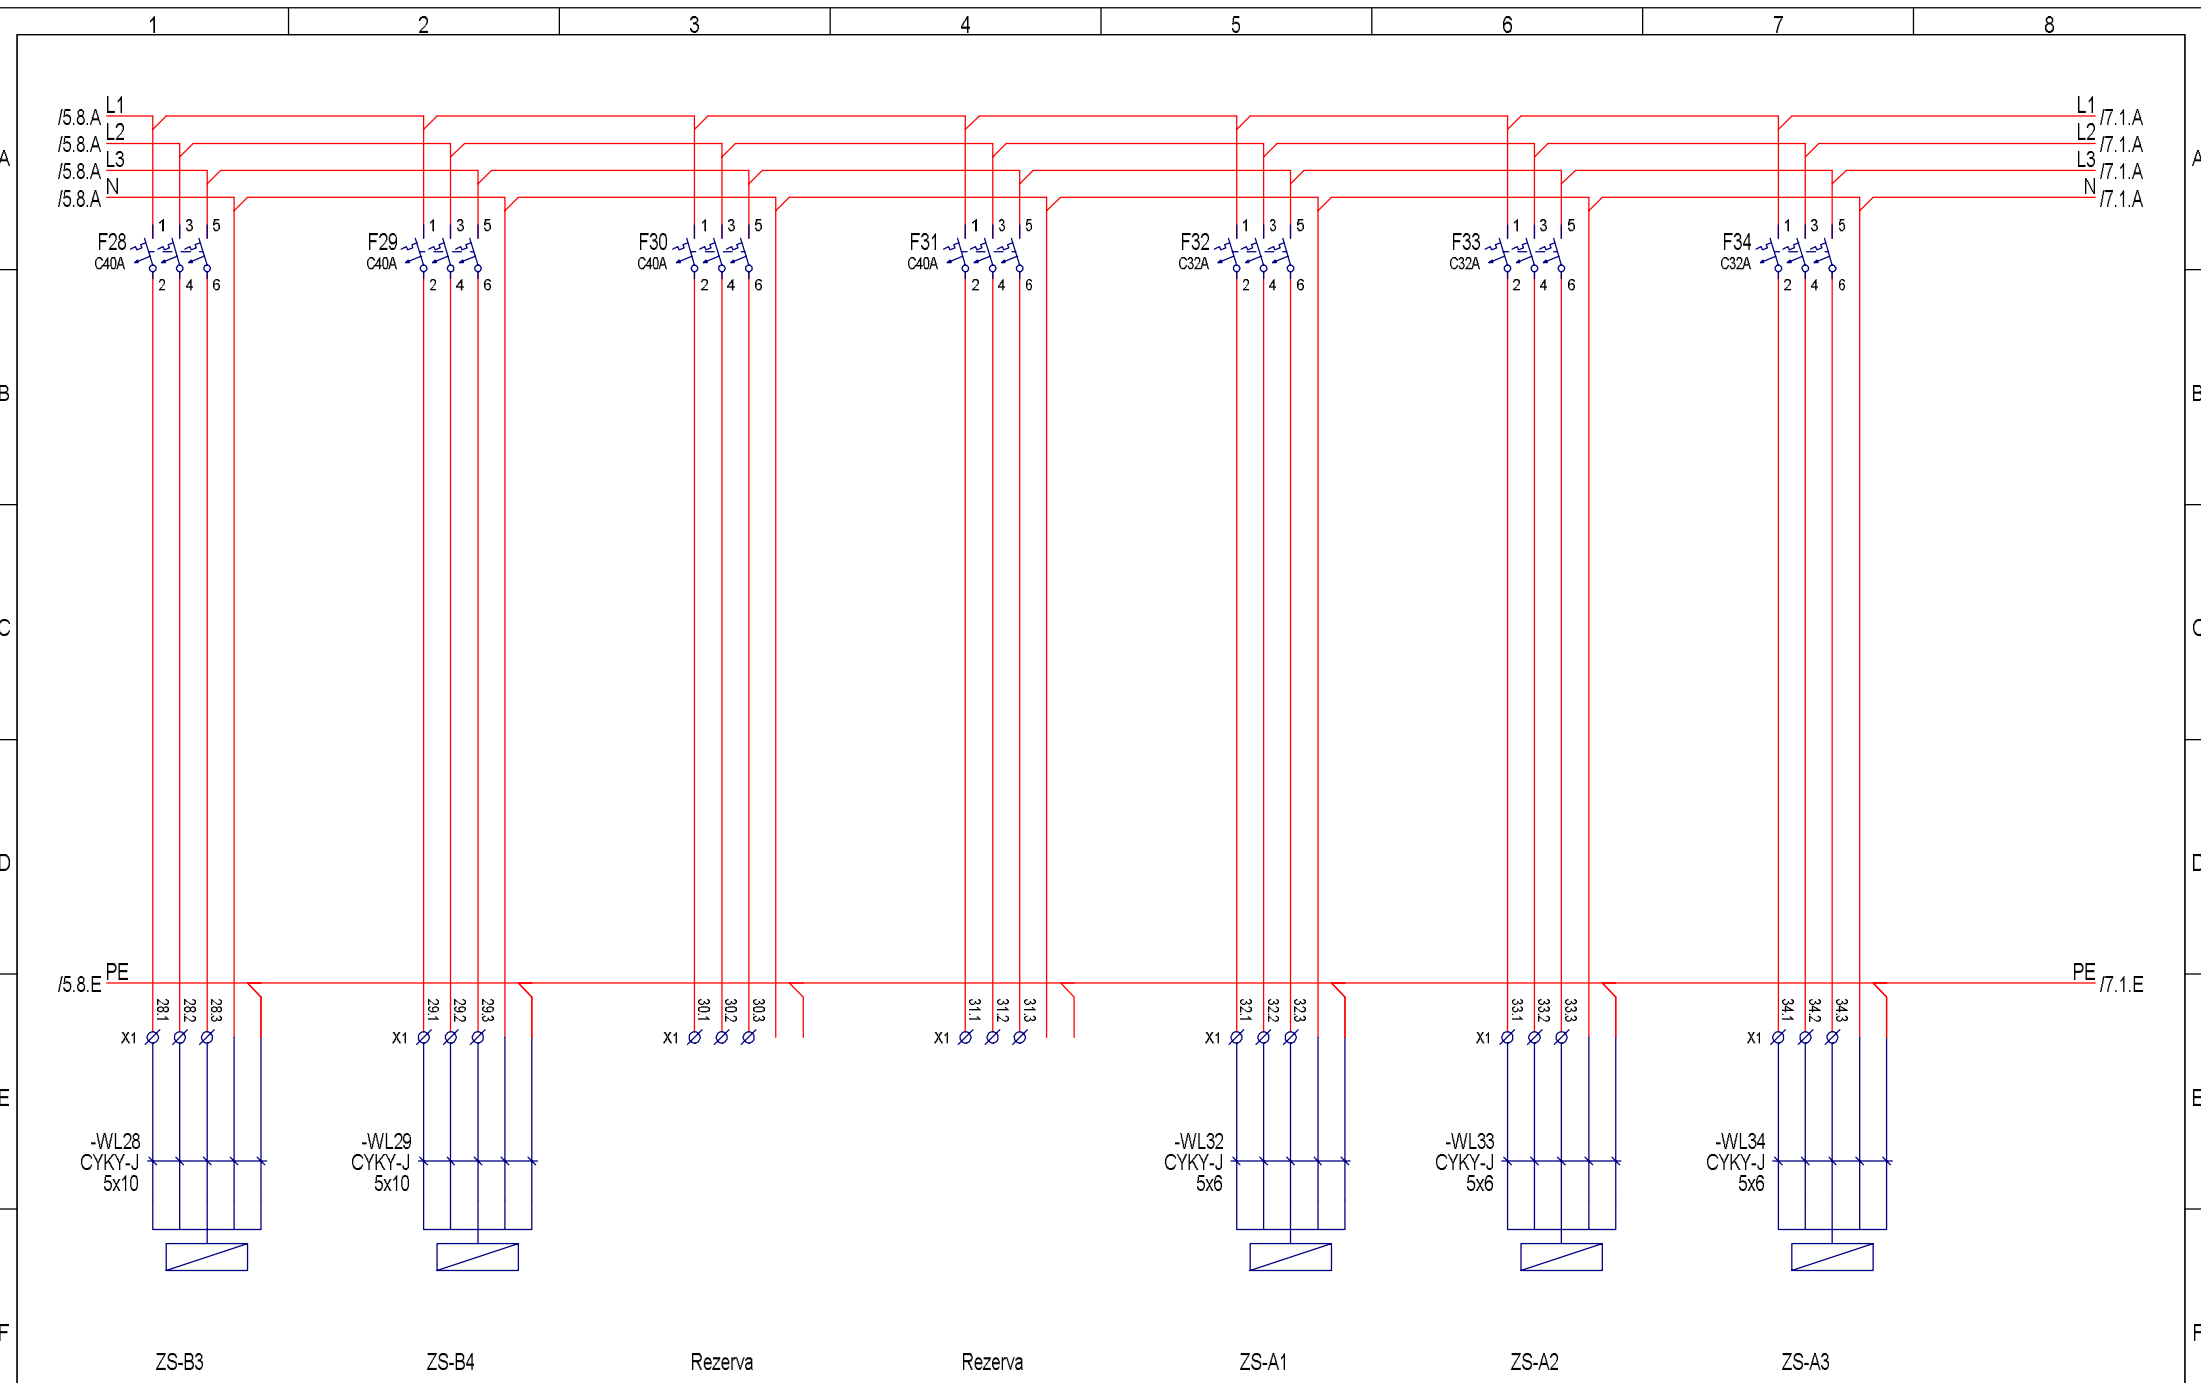 1 2 3 4 5 6 7 8
L1 L1
/5.8.A /7.1.A
L2 L2
/5.8.A /7.1.A
A L3 L3 A
/5.8.A /7.1.A
N N
/5.8.A /7.1.A
1 3 5 1 3 5 1 3 5 1 3 5 1 3 5 1 3 5 1 3 5
F28 F29 F30 F31 F32 F33 F34
C40A C40A C40A C40A C32A C32A C32A
2 4 6 2 4 6 2 4 6 2 4 6 2 4 6 2 4 6 2 4 6
B B
C C
D D
PE PE
/5.8.E /7.1.E
28.1 28.2 28.3 29.1 29.2 29.3 30.1 30.2 30.3 31.1 31.2 31.3 32.1 32.2 32.3 33.1 33.2 33.3 34.1 34.2 34.3
X1 X1 X1 X1 X1 X1 X1
E E
-WL28 -WL29 -WL32 -WL33 -WL34
CYKY-J CYKY-J CYKY-J CYKY-J CYKY-J
5x10 5x10 5x6 5x6 5x6
F F
ZS-B3 ZS-B4 Rezerva Rezerva ZS-A1 ZS-A2 ZS-A3